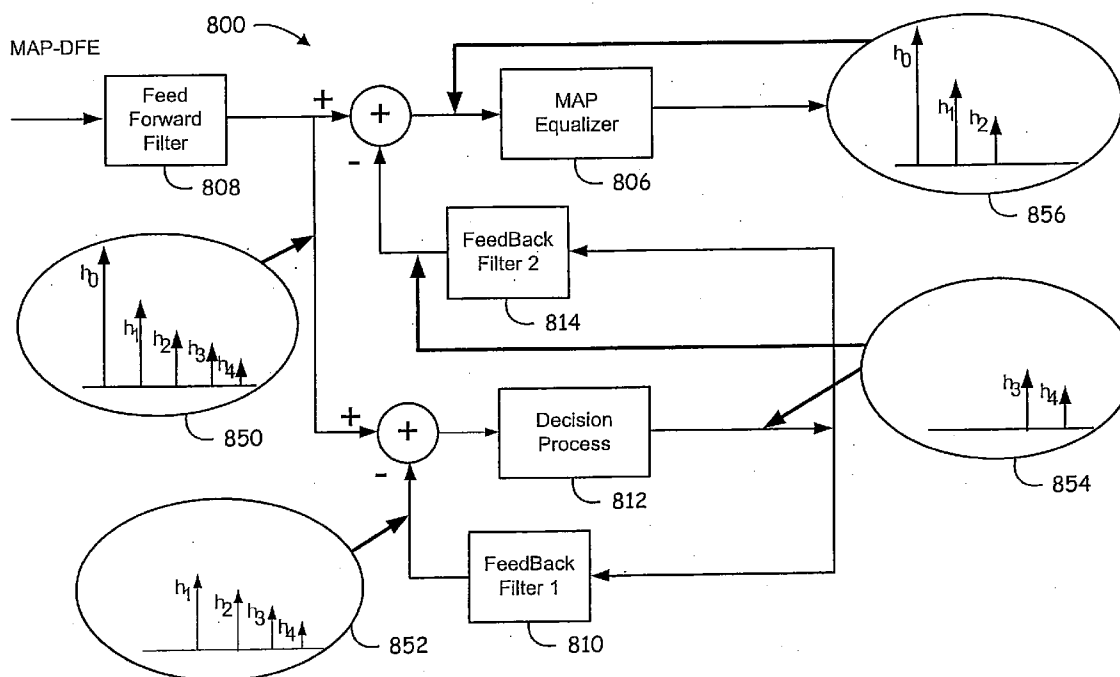 800
MAP-DFE
Feed
Forward
Filter
808
+
+
-
MAP
Equalizer
806
h0
h1
h2
856
FeedBack
Filter 2
814
h0
h1
h2
h3
h4
850
+
+
-
Decision
Process
812
h3
h4
854
FeedBack
Filter 1
810
h1
h2
h3
h4
852